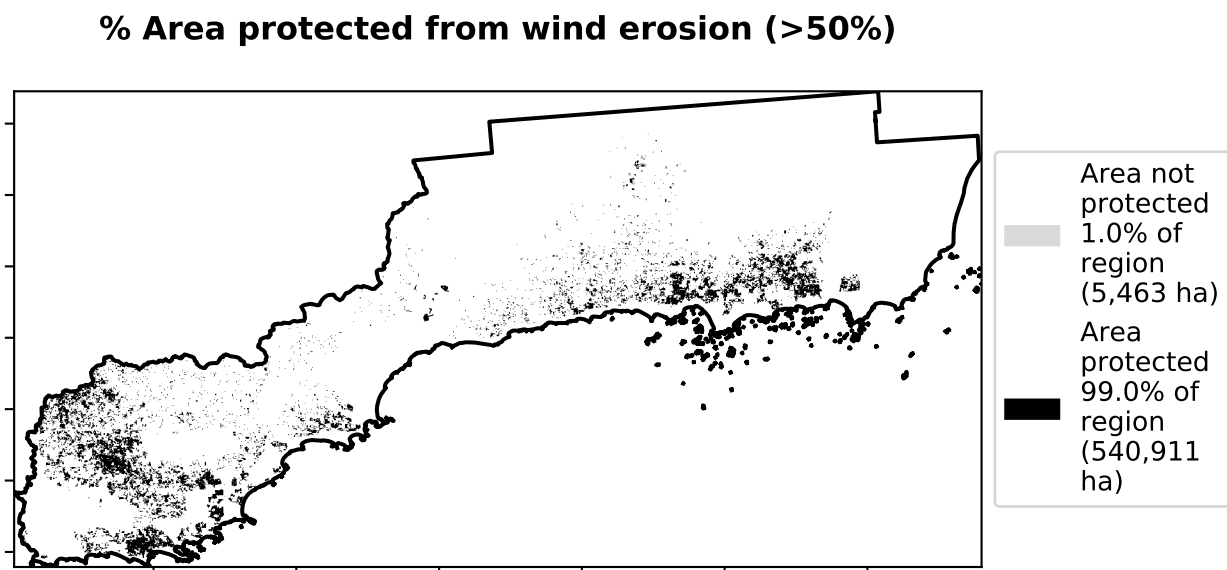 % Area protected from wind erosion (>50%)
Area not
protected
1.0% of
region
(5,463 ha)
Area
protected
99.0% of
region
(540,911
ha)